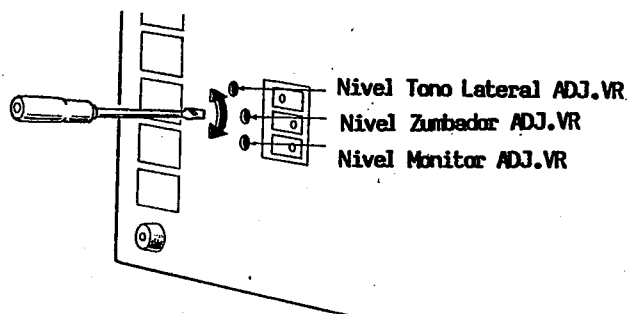 Nivel Tono Lateral ADJ.VR
Nivel Zumbador ADJ.VR
Nivel Monitor ADJ.VR